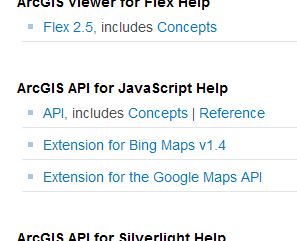 ArcGIS Viewer for Flex Help
Flex 2.5, includes Concepts
ArcGIS API for JavaScript Help
API, includes Concepts | Reference
Extension for Bing Maps v1.4
Extension for the Google Maps API
ArcGIS API for Silverlight Help